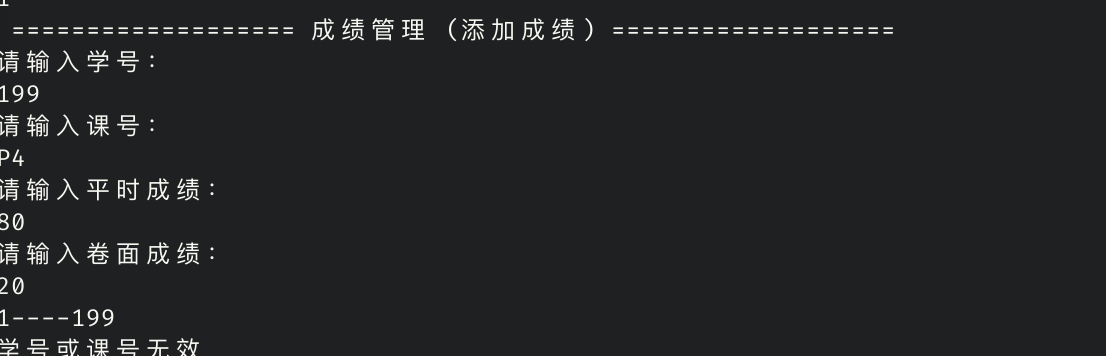 =================== 成绩管理（添加成绩）===================
请输入学号：
199
请输入课号：
P4
请输入平时成绩：
80
请输入卷面成绩：
20
1----199
学号或课号无效